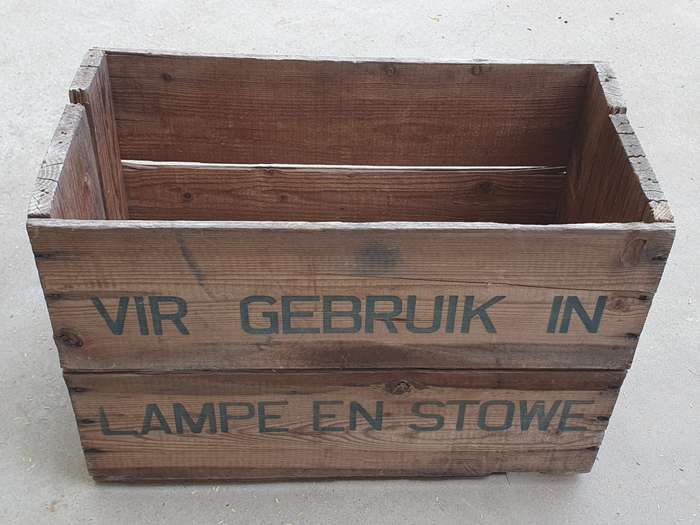 VIR GEBRUIK IN
LAMPE EN STOWE